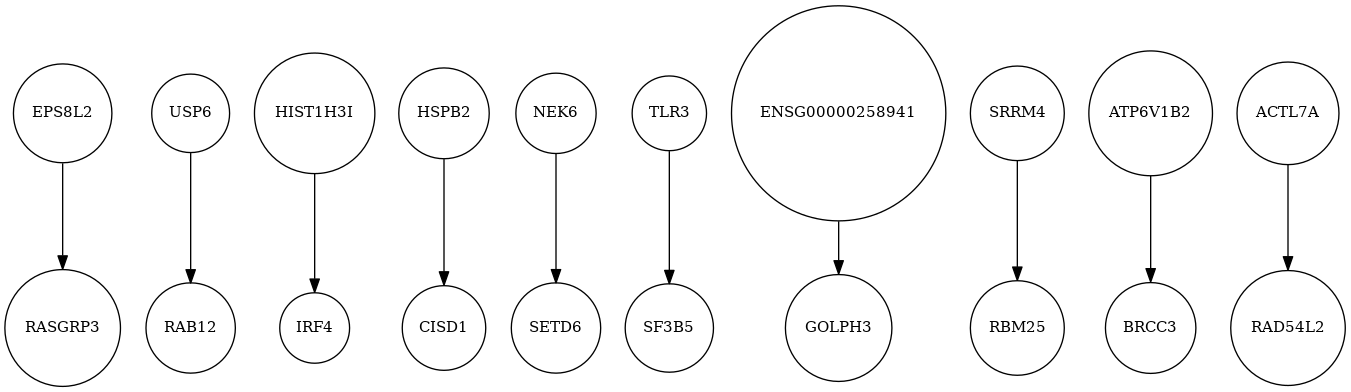 EPS8L2
USP6
HIST1H3I
HSPB2
NEK6
TLR3
ENSG00000258941
SRRM4
ATP6V1B2
ACTL7A
RASGRP3
RAB12
IRF4
CISD1
SETD6
SF3B5
GOLPH3
RBM25
BRCC3
RAD54L2